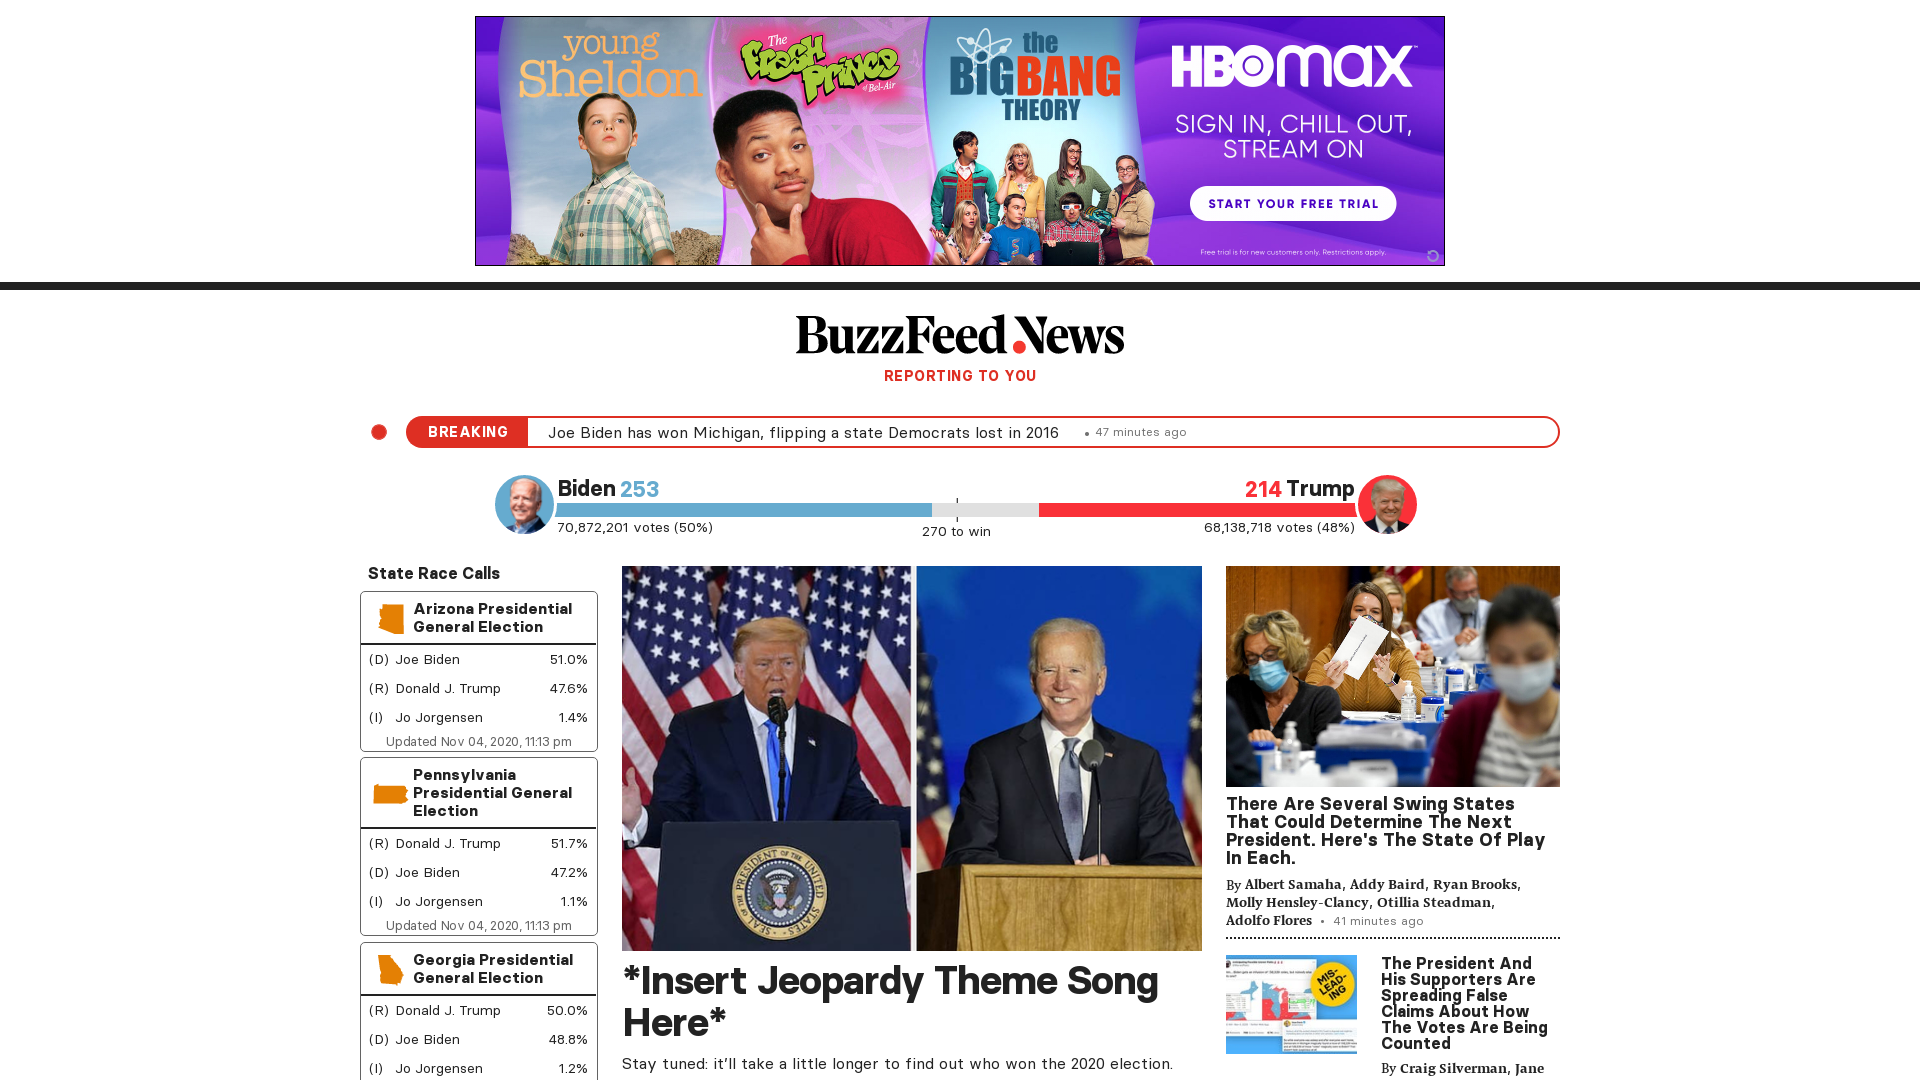 young
Sheldon
The
Fresh
Prince
of Bel-Air
the
BIGBANG
THEORY
HBOmax
SIGN IN, CHILL OUT,
STREAM ON
START YOUR FREE TRIAL
Free trial is for new customers only. Restrictions apply.
BuzzFeed News
REPORTING TO YOU
BREAKING
Joe Biden has won Michigan, flipping a state Democrats lost in 2016 • 47 minutes ago
Biden 253
214 Trump
70,872,201 votes (50%)
270 to win
68,138,718 votes (48%)
State Race Calls
Arizona Presidential
General Election
(D) Joe Biden 51.0%
(R) Donald J. Trump 47.6%
(I) Jo Jorgensen 1.4%
Updated Nov 04, 2020, 11:13 pm
Pennsylvania
Presidential General
Election
(R) Donald J. Trump 51.7%
(D) Joe Biden 47.2%
(I) Jo Jorgensen 1.1%
Updated Nov 04, 2020, 11:13 pm
Georgia Presidential
General Election
(R) Donald J. Trump 50.0%
(D) Joe Biden 48.8%
(I) Jo Jorgensen 1.2%
SEAL OF THE PRESIDENT OF THE UNITED STATES
*Insert Jeopardy Theme Song
Here*
Stay tuned: it’ll take a little longer to find out who won the 2020 election.
There Are Several Swing States
That Could Determine The Next
President. Here's The State Of Play
In Each.
By Albert Samaha, Addy Baird, Ryan Brooks,
Molly Hensley-Clancy, Otillia Steadman,
Adolfo Flores • 41 minutes ago
MIS-
LEAD-
ING
The President And
His Supporters Are
Spreading False
Claims About How
The Votes Are Being
Counted
By Craig Silverman, Jane